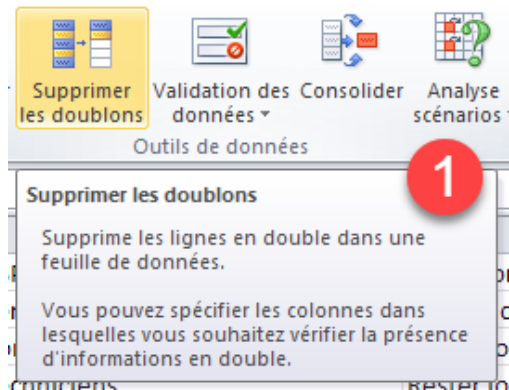 Supprimer Validation des Consolider Analyse
les doublons données scénarios
Outils de données
1
Supprimer les doublons
Supprime les lignes en double dans une
feuille de données.
Vous pouvez spécifier les colonnes dans
lesquelles vous souhaitez vérifier la présence
d'informations en double.